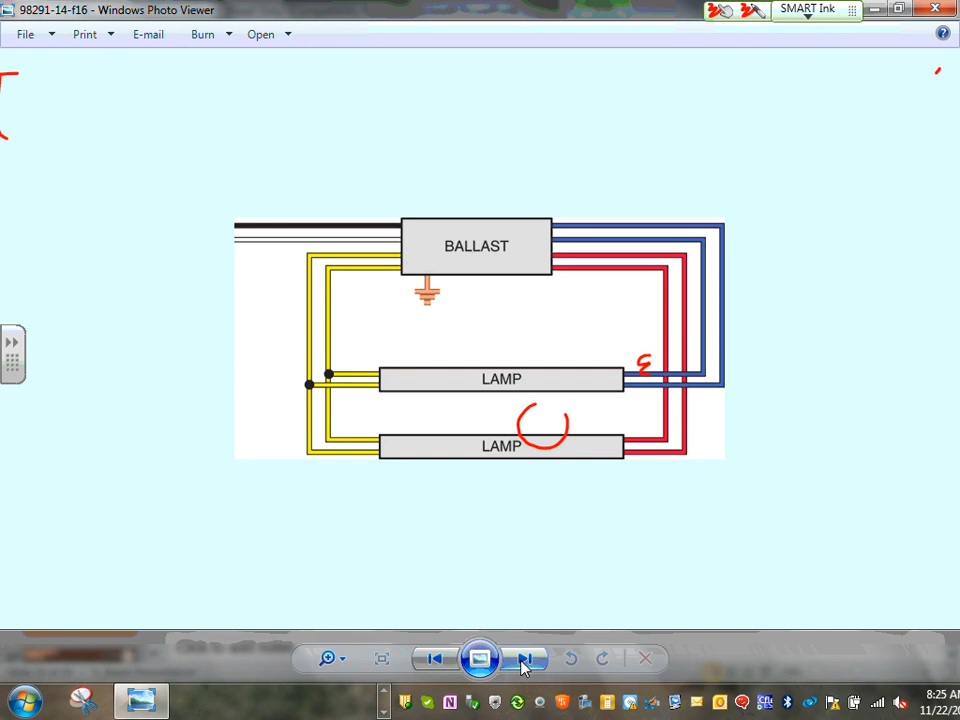 98291-14-f16 - Windows Photo Viewer
SMART Ink
File Print E-mail Burn Open
BALLAST
LAMP
LAMP
8:25 AM
11/22/20